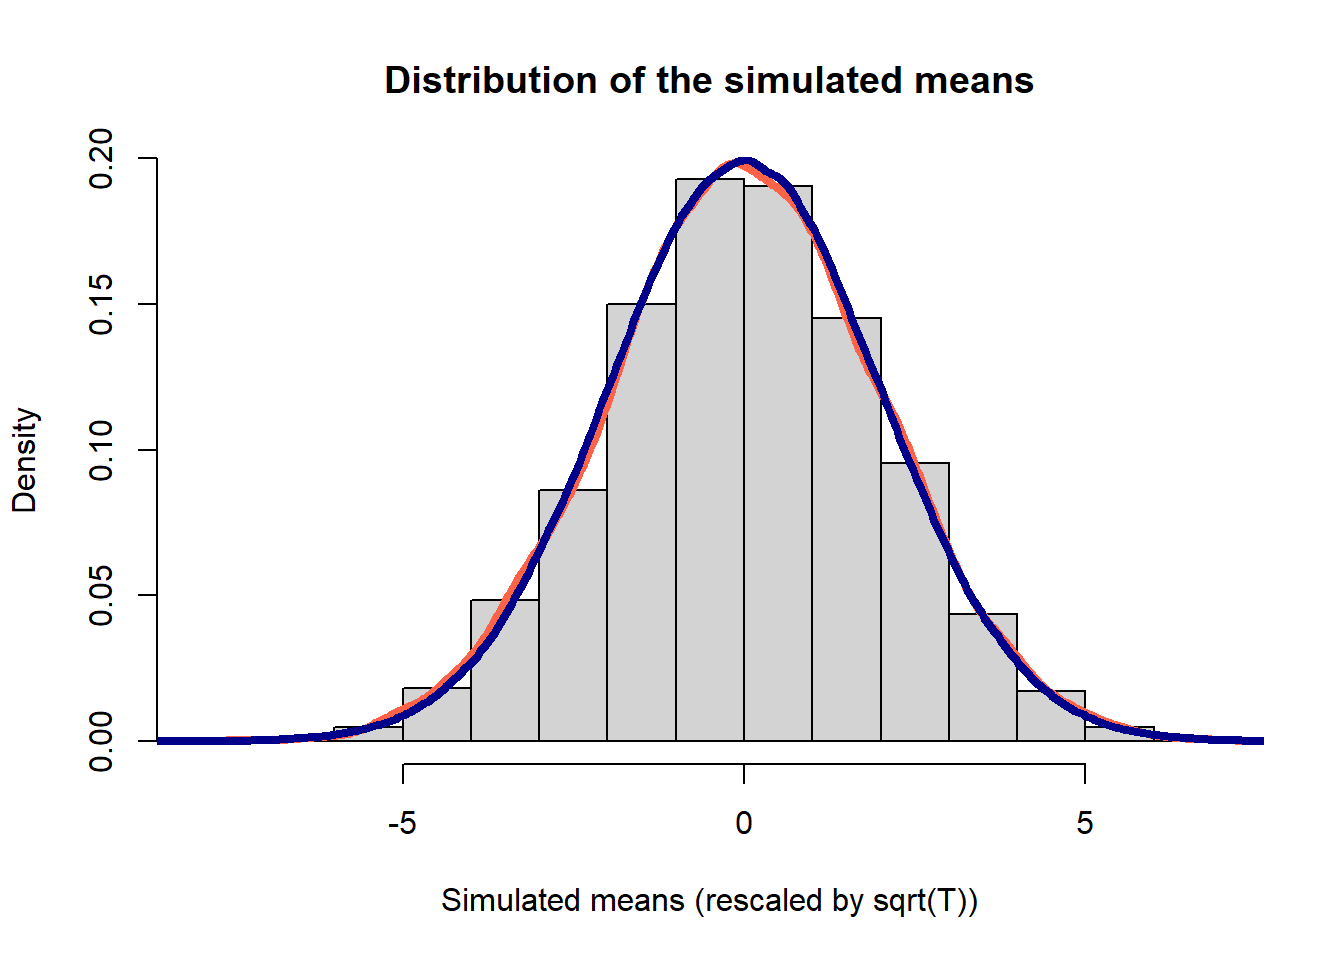 Distribution of the simulated means
0.20
0.15
0.10
0.05
0.00
Density
-5 0 5
Simulated means (rescaled by sqrt(T))